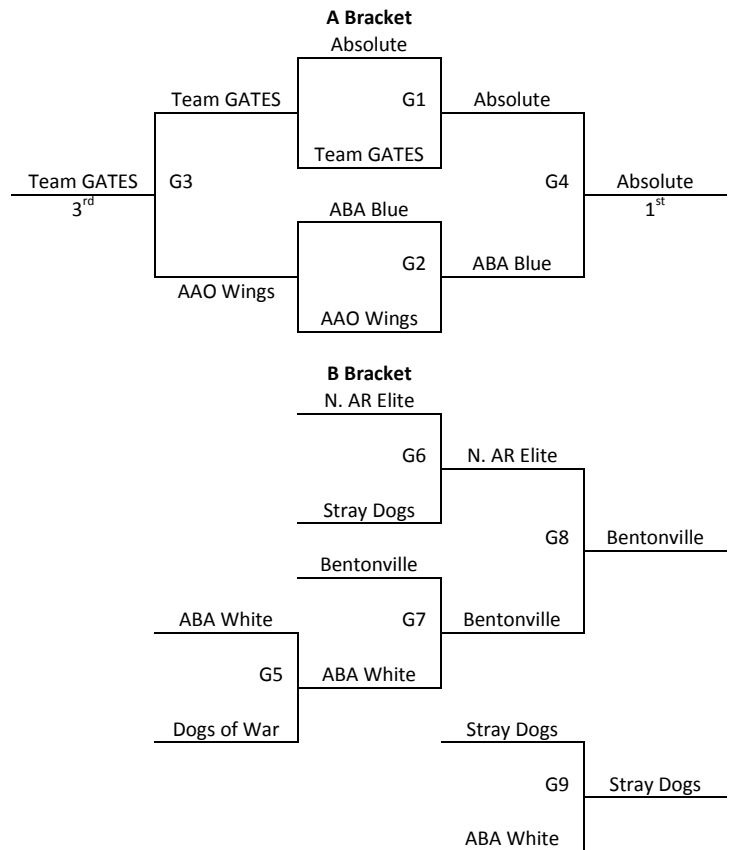 A Bracket
Absolute
Team GATES
G1
Absolute
Team GATES
Team GATES
G3
G4
Absolute
3rd
ABA Blue
1st
G2
ABA Blue
AAO Wings
AAO Wings
B Bracket
N. AR Elite
G6
N. AR Elite
Stray Dogs
G8
Bentonville
Bentonville
ABA White
G7
Bentonville
G5
ABA White
Dogs of War
Stray Dogs
G9
Stray Dogs
ABA White